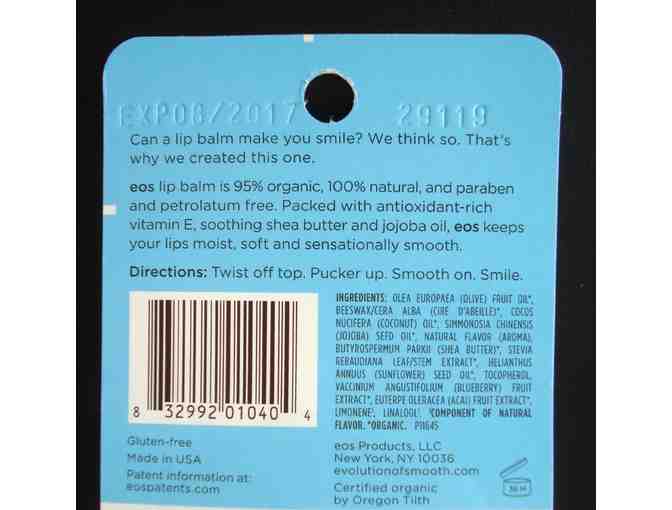 EXP08/2017 29119
Can a lip balm make you smile? We think so. That's
why we created this one.
eos lip balm is 95% organic, 100% natural, and paraben
and petrolatum free. Packed with antioxidant-rich
vitamin E, soothing shea butter and jojoba oil, eos keeps
your lips moist, soft and sensationally smooth.
Directions: Twist off top. Pucker up. Smooth on. Smile.
INGREDIENTS: OLEA EUROPAEA (OLIVE) FRUIT OIL*,
BEESWAX/CERA ALBA (CIRE D'ABEILLE)*, COCOS
NUCIFERA (COCONUT) OIL*, SIMMONDSIA CHINENSIS
(JOJOBA) SEED OIL*, NATURAL FLAVOR (AROMA),
BUTYROSPERMUM PARKII (SHEA BUTTER)*, STEVIA
REBAUDIANA LEAF/STEM EXTRACT*, HELIANTHUS
ANNUUS (SUNFLOWER) SEED OIL*, TOCOPHEROL,
VACCINIUM ANGUSTIFOLIUM (BLUEBERRY) FRUIT
EXTRACT*, EUTERPE OLERACEA (ACAI) FRUIT EXTRACT*,
LIMONENE†, LINALOOL†. †COMPONENT OF NATURAL
FLAVOR. *ORGANIC. P11645
8 32992 01040 4
Gluten-free
Made in USA
Patent information at:
eospatents.com
eos Products, LLC
New York, NY 10036
evolutionofsmooth.com
Certified organic
by Oregon Tilth
36 M